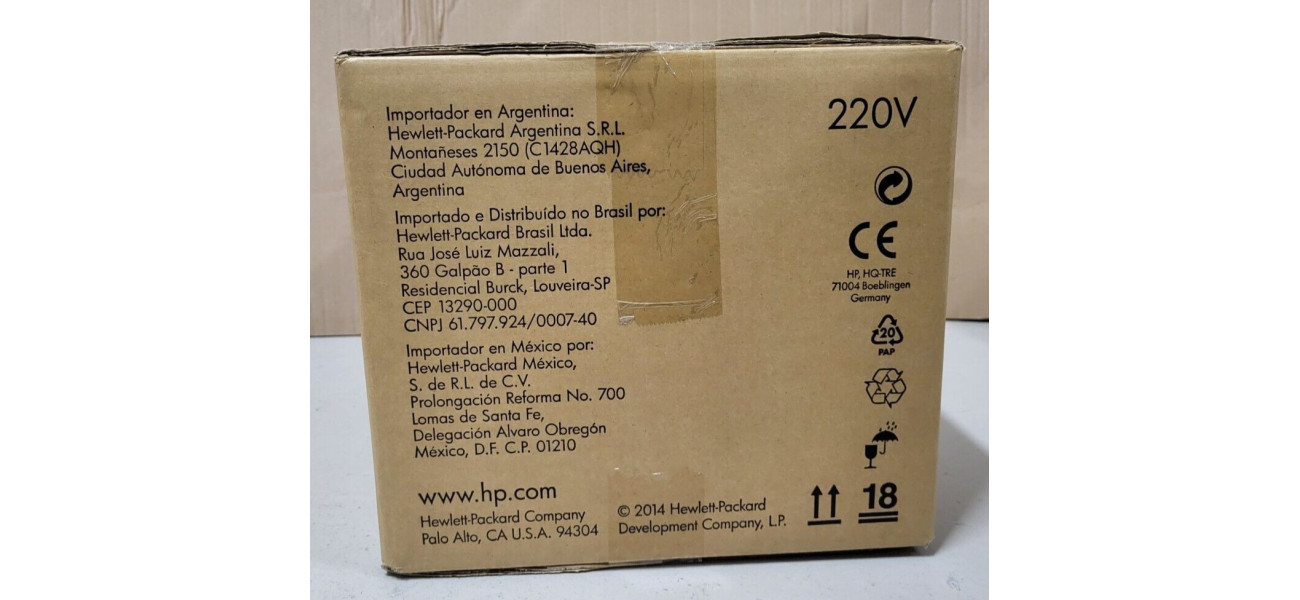 Importador en Argentina:
Hewlett-Packard Argentina S.R.L.
Montañeses 2150 (C1428AQH)
Ciudad Autónoma de Buenos Aires,
Argentina
Importado e Distribuído no Brasil por:
Hewlett-Packard Brasil Ltda.
Rua José Luiz Mazzali,
360 Galpão B - parte 1
Residencial Burck, Louveira-SP
CEP 13290-000
CNPJ 61.797.924/0007-40
Importador en México por:
Hewlett-Packard México,
S. de R.L. de C.V.
Prolongación Reforma No. 700
Lomas de Santa Fe,
Delegación Alvaro Obregón
México, D.F. C.P. 01210
www.hp.com
Hewlett-Packard Company
Palo Alto, CA U.S.A. 94304
© 2014 Hewlett-Packard
Development Company, L.P.
220V
CE
HP, HQ-TRE
71004 Boeblingen
Germany
20
PAP
18